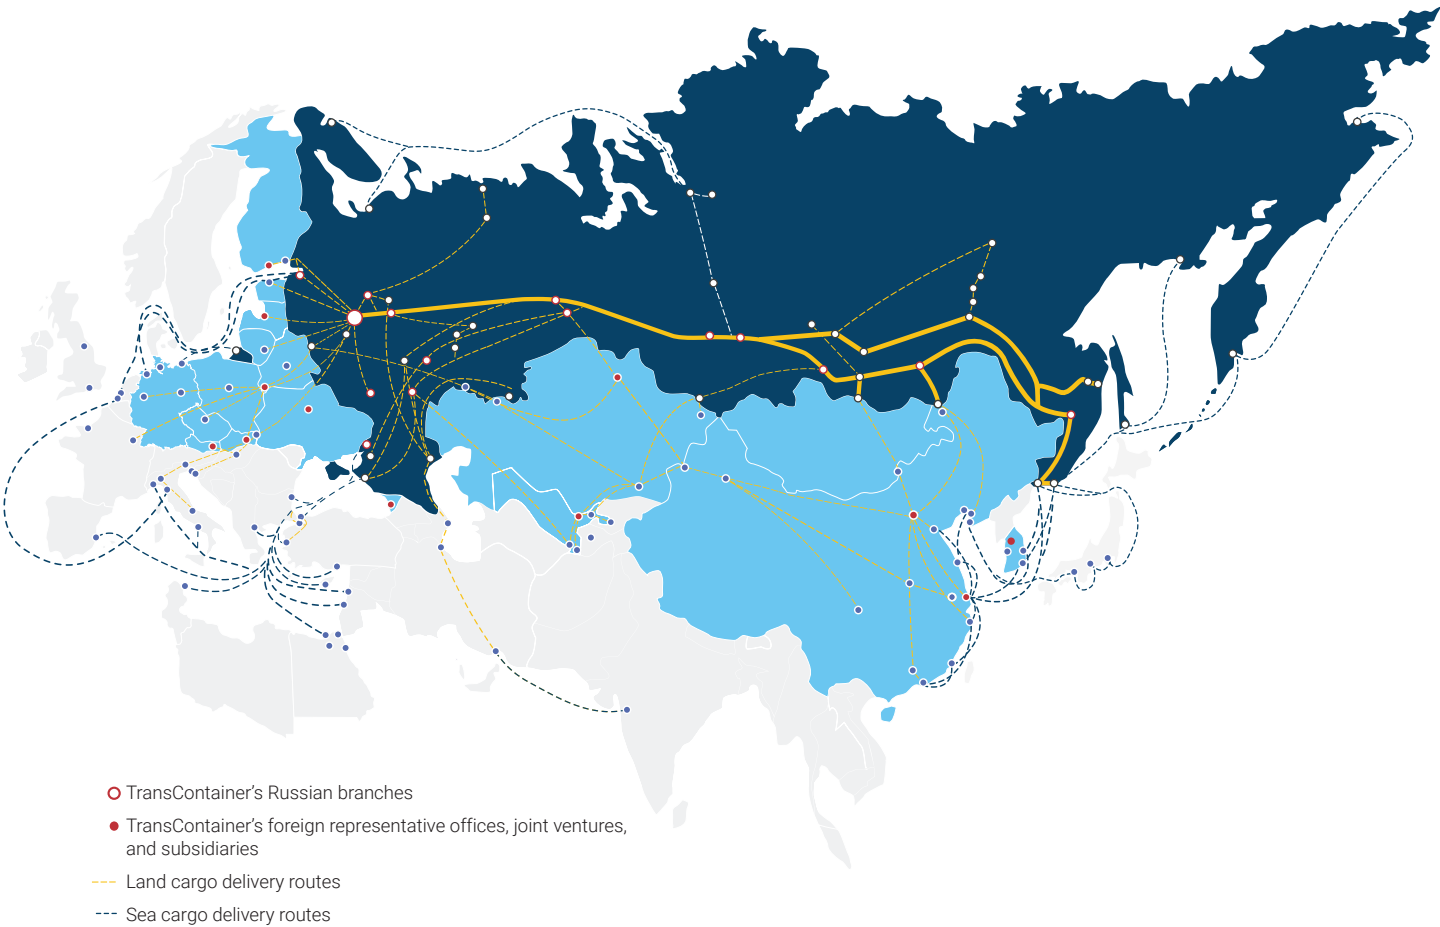 TransContainer's Russian branches
TransContainer's foreign representative offices, joint ventures,
and subsidiaries
Land cargo delivery routes
Sea cargo delivery routes